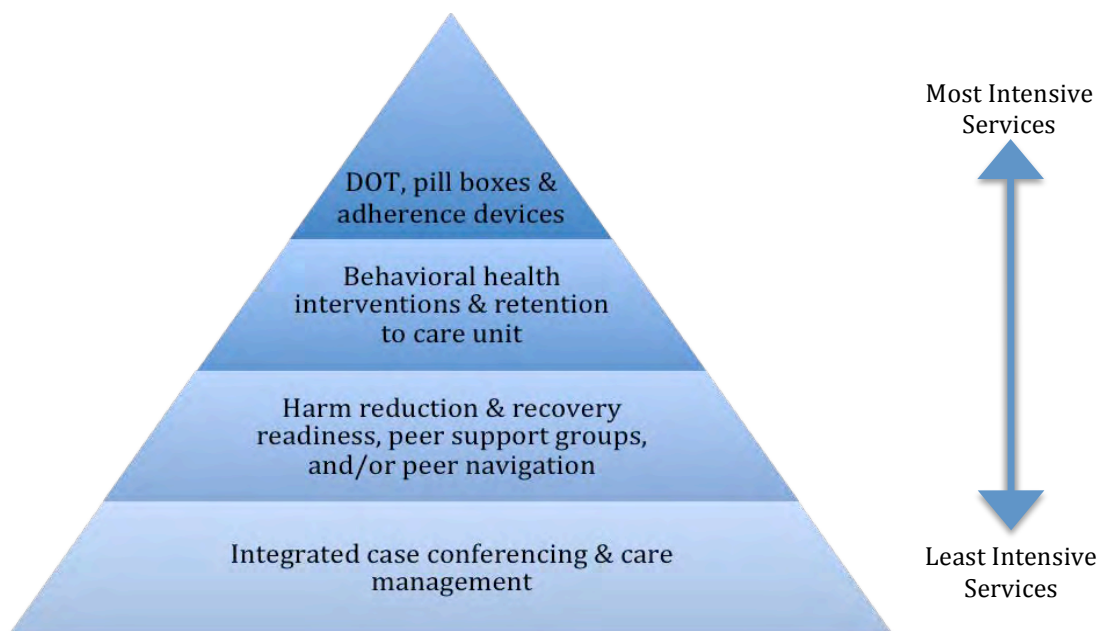 DOT, pill boxes &
adherence devices
Behavioral health
interventions & retention
to care unit
Harm reduction & recovery
readiness, peer support groups,
and/or peer navigation
Integrated case conferencing & care
management
Most Intensive
Services
Least Intensive
Services